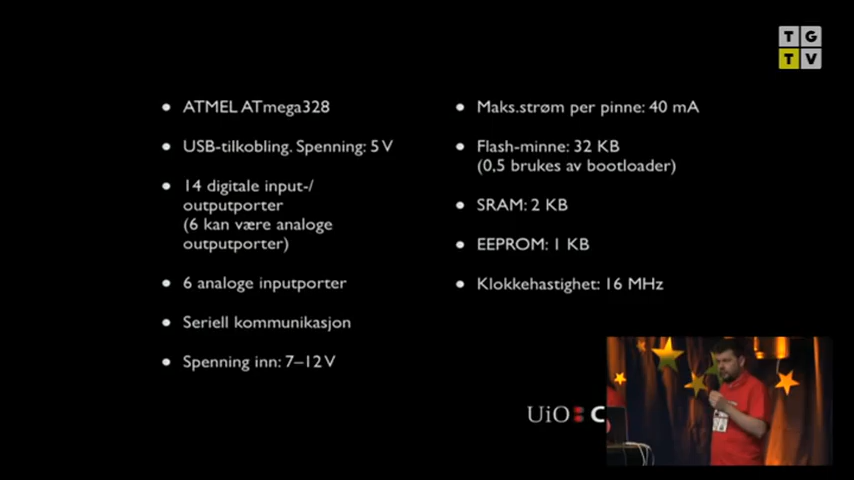 TG
TV
ATMEL ATmega328
USB-tilkobling. Spenning: 5 V
14 digitale input-/
outputporter
(6 kan være analoge
outputporter)
6 analoge inputporter
Seriell kommunikasjon
Spenning inn: 7–12 V
Maks.strøm per pinne: 40 mA
Flash-minne: 32 KB
(0,5 brukes av bootloader)
SRAM: 2 KB
EEPROM: 1 KB
Klokkehastighet: 16 MHz
UiO : C